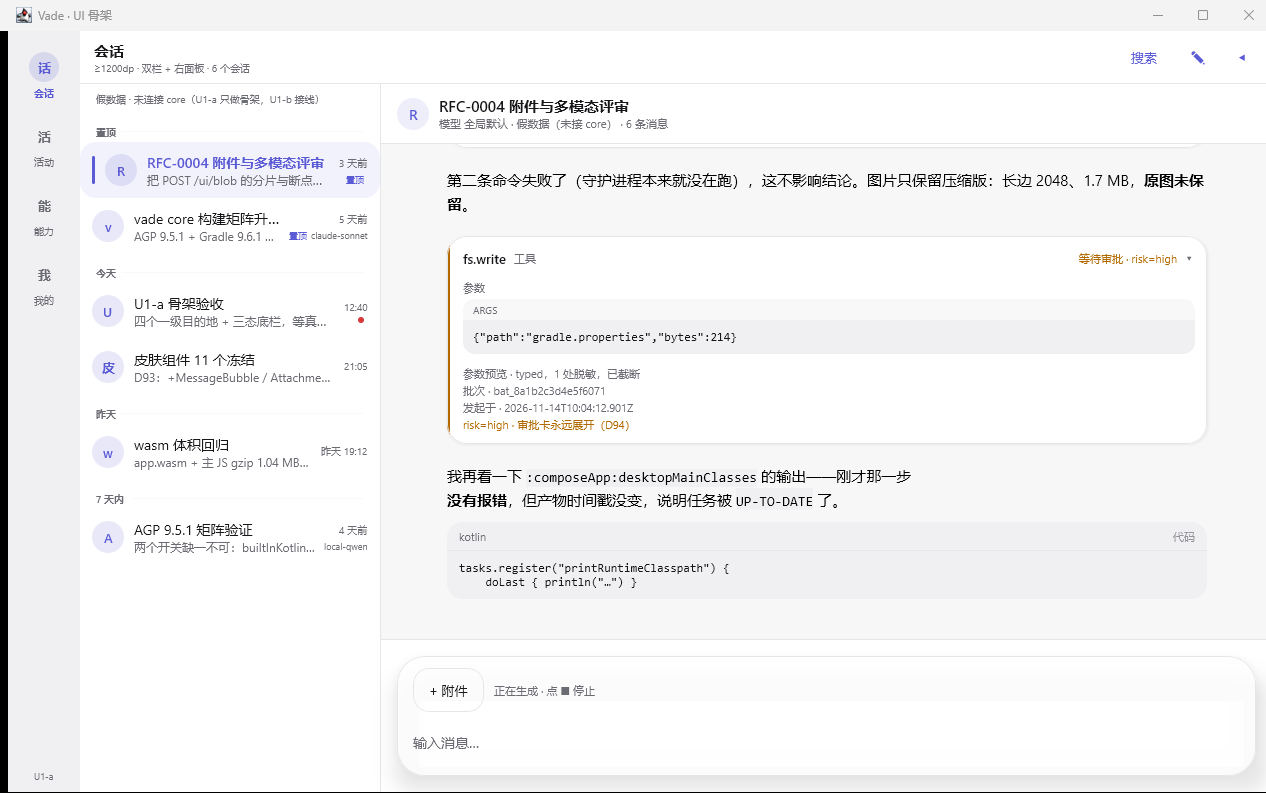 Vade · UI 骨架
话
会话
活
活动
能
能力
我
我的
U1-a
会话
≥1200dp · 双栏 + 右面板 · 6 个会话
搜索
假数据 · 未连接 core（U1-a 只做骨架，U1-b 接线）
置顶
R
RFC-0004 附件与多模态评审
3 天前
把 POST /ui/blob 的分片与断点...
置顶
v
vade core 构建矩阵升...
5 天前
AGP 9.5.1 + Gradle 9.6.1 ...
置顶 claude-sonnet
今天
U
U1-a 骨架验收
12:40
四个一级目的地 + 三态底栏，等真...
皮
皮肤组件 11 个冻结
21:05
D93：+MessageBubble / Attachme...
昨天
w
wasm 体积回归
昨天 19:12
app.wasm + 主 JS gzip 1.04 MB...
7 天内
A
AGP 9.5.1 矩阵验证
4 天前
两个开关缺一不可：builtInKotlin...
local-qwen
R
RFC-0004 附件与多模态评审
模型 全局默认 · 假数据（未接 core） · 6 条消息
第二条命令失败了（守护进程本来就没在跑），这不影响结论。图片只保留压缩版：长边 2048、1.7 MB，原图未保
留。
fs.write 工具
等待审批 · risk=high
参数
ARGS
{"path":"gradle.properties","bytes":214}
参数预览 · typed，1 处脱敏，已截断
批次 · bat_8a1b2c3d4e5f6071
发起于 · 2026-11-14T10:04:12.901Z
risk=high · 审批卡永远展开（D94）
我再看一下 :composeApp:desktopMainClasses 的输出——刚才那一步
没有报错，但产物时间戳没变，说明任务被 UP-TO-DATE 了。
kotlin
代码
tasks.register("printRuntimeClasspath") {
doLast { println("…") }
+ 附件
正在生成 · 点 ■ 停止
输入消息...